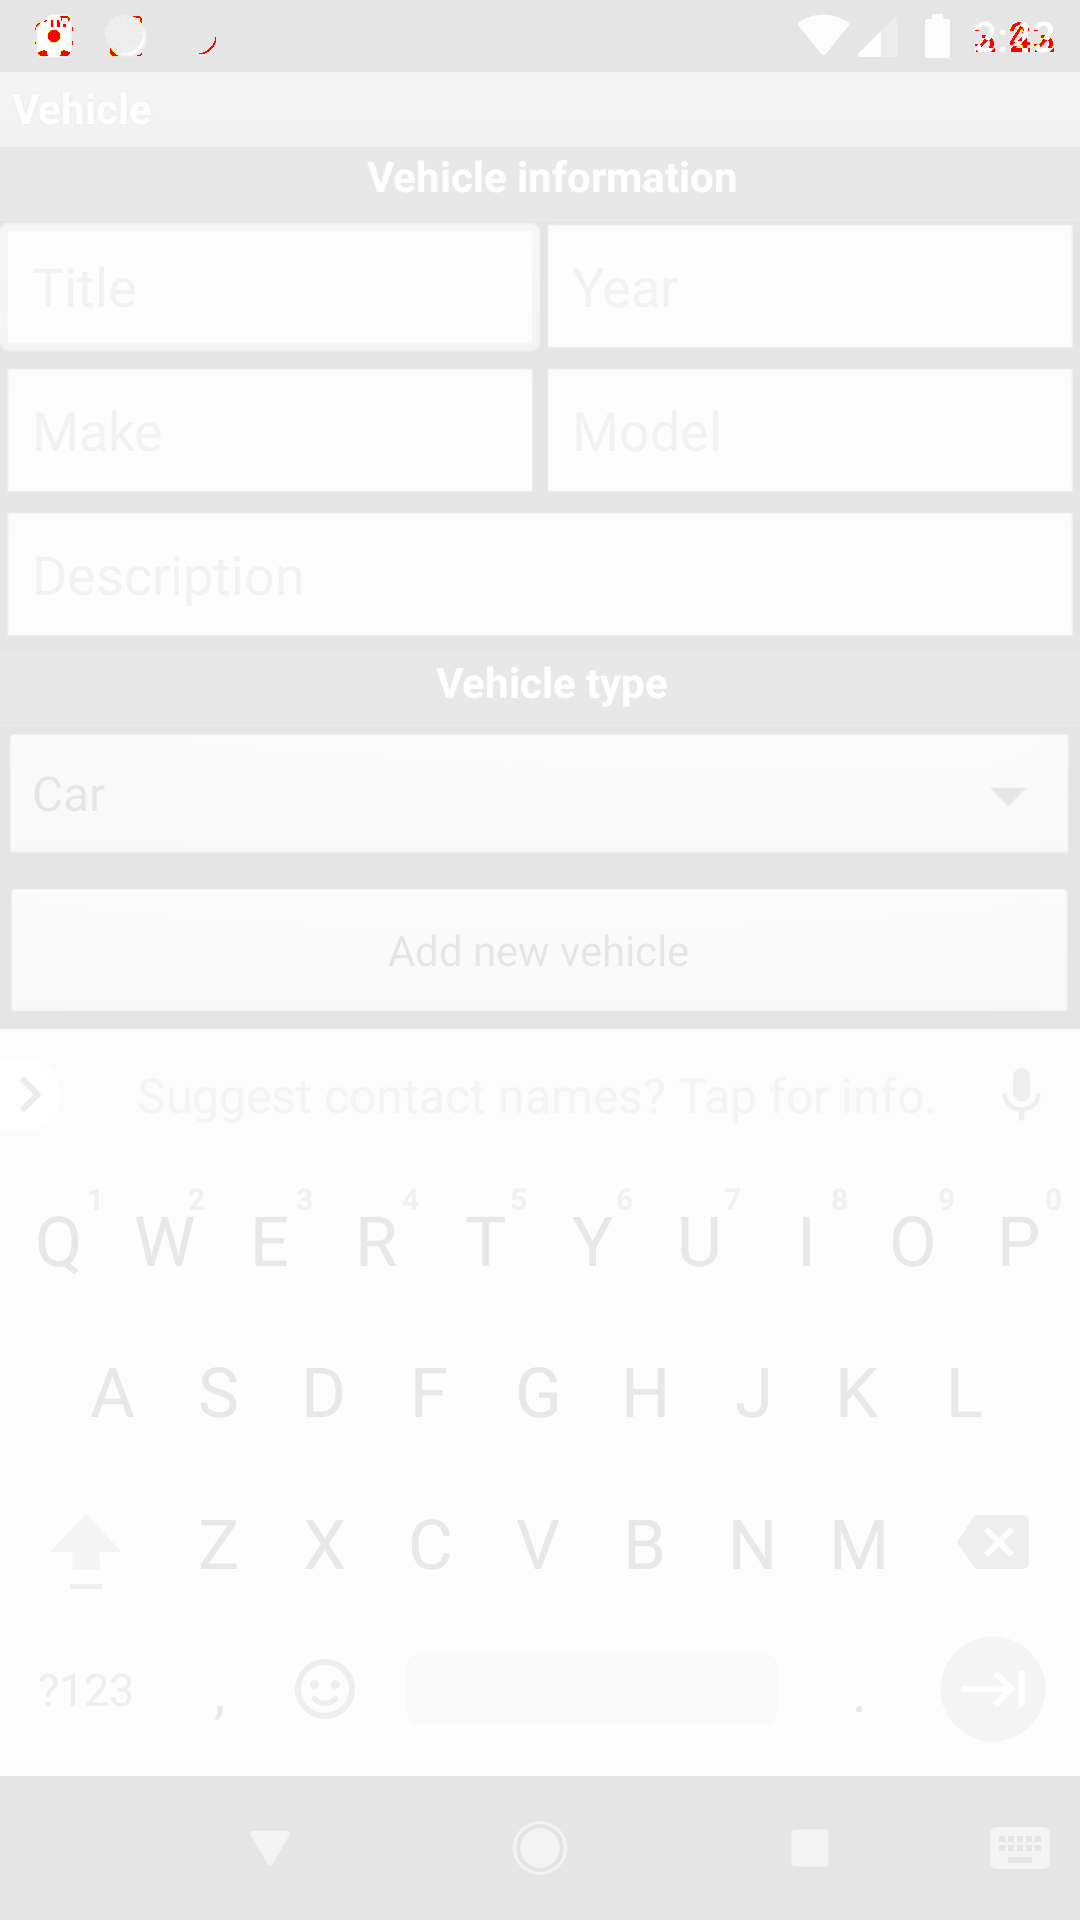 Vehicle
Vehicle information
Title Year
Make Model
Description
Vehicle type
Car
Add new vehicle
Suggest contact names? Tap for info.
1 2 3 4 5 6 7 8 9 0
Q W E R T Y U I O P
A S D F G H J K L
Z X C V B N M
?123 , .